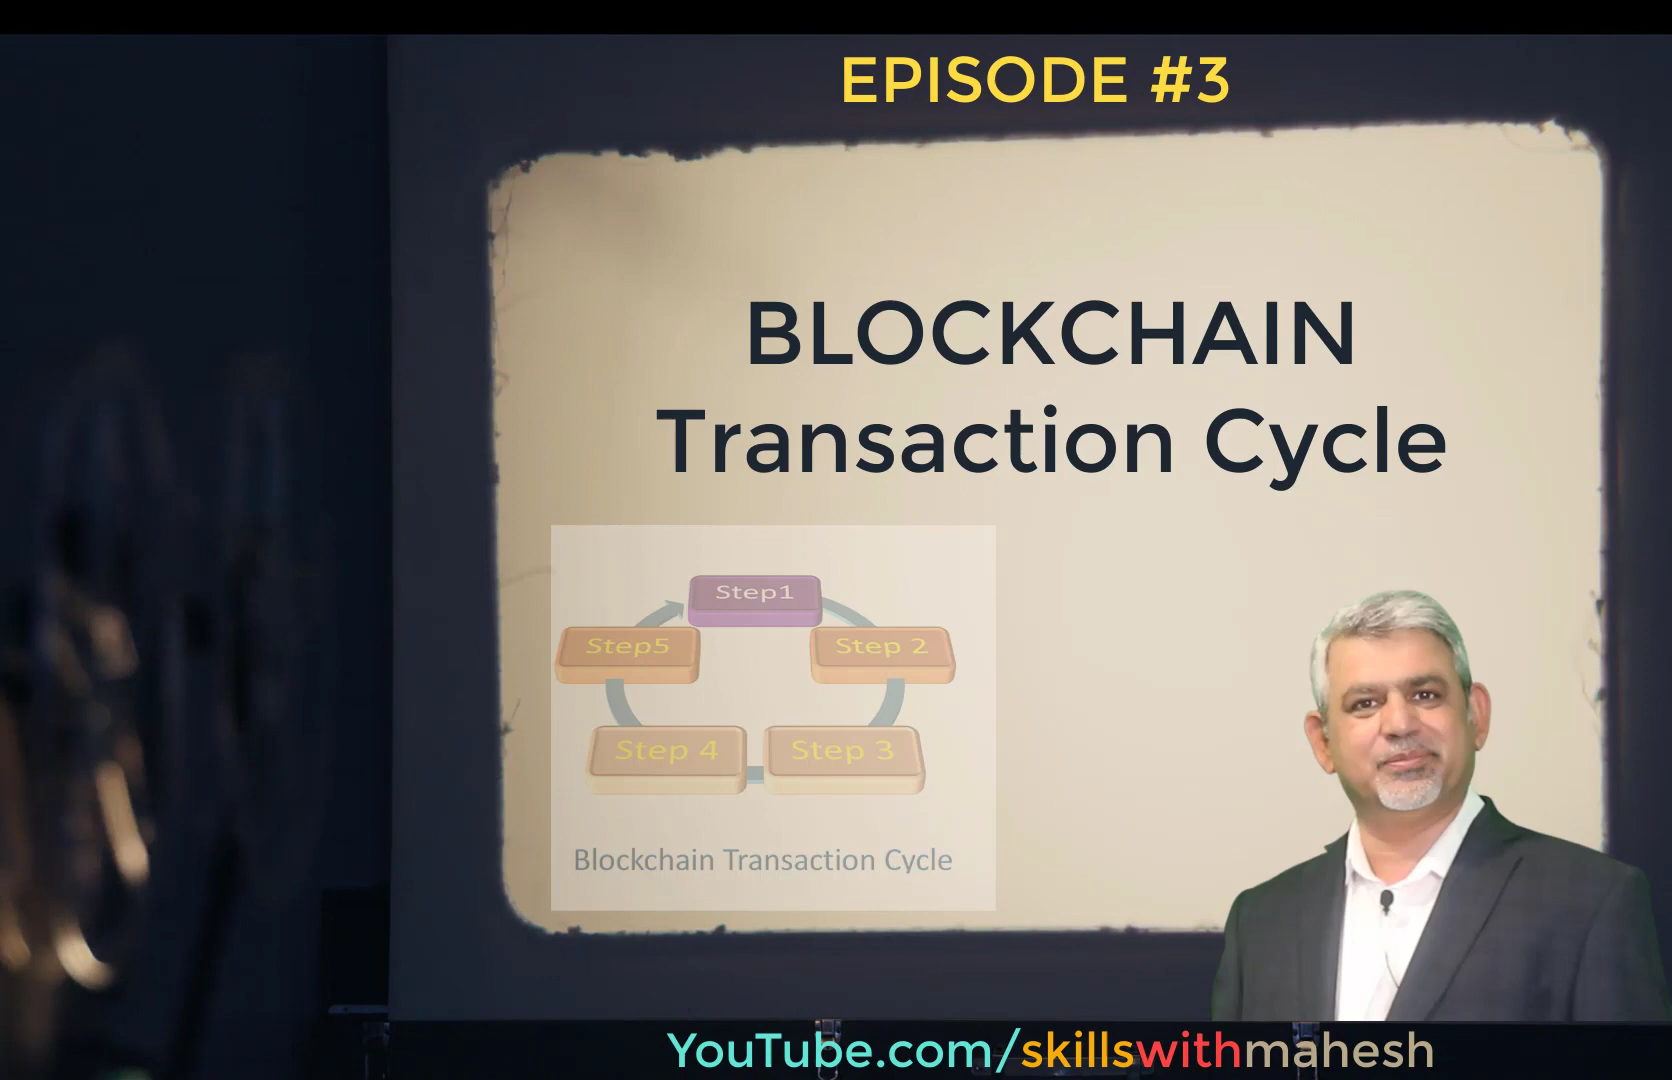 EPISODE #3
BLOCKCHAIN
Transaction Cycle
Step1
Step5
Step 2
Step 4
Step 3
Blockchain Transaction Cycle
YouTube.com/skillswithmahesh